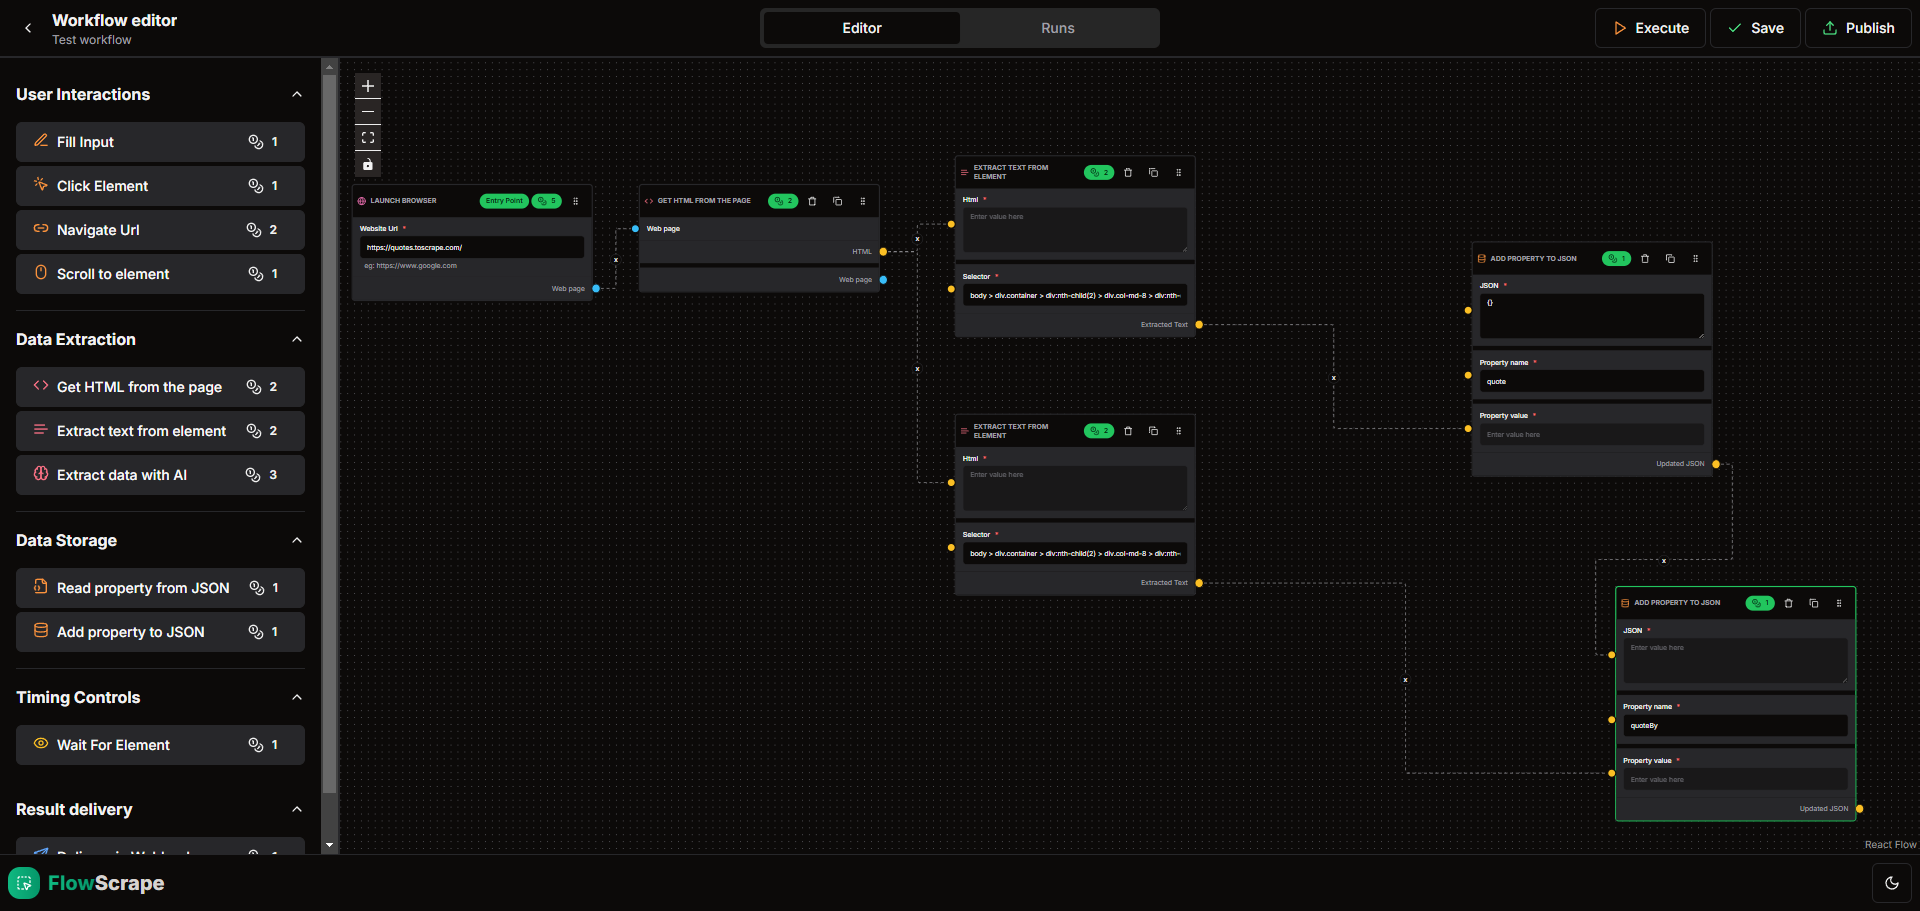 Workflow editor
Test workflow
Editor
Runs
Execute
Save
Publish
User Interactions
Fill Input 1
Click Element 1
Navigate Url 2
Scroll to element 1
Data Extraction
Get HTML from the page 2
Extract text from element 2
Extract data with AI 3
Data Storage
Read property from JSON 1
Add property to JSON 1
Timing Controls
Wait For Element 1
Result delivery
LAUNCH BROWSER Entry Point 5
Website Url *
https://quotes.toscrape.com/
eg: https://www.google.com
Web page
x
GET HTML FROM THE PAGE 2
Web page
HTML
Web page
x
x
EXTRACT TEXT FROM
ELEMENT 2
Html *
Enter value here
Selector *
body > div.container > div:nth-child(2) > div.col-md-8 > div:nth-
Extracted Text
EXTRACT TEXT FROM
ELEMENT 2
Html *
Enter value here
Selector *
body > div.container > div:nth-child(2) > div.col-md-8 > div:nth-
Extracted Text
x
x
ADD PROPERTY TO JSON 1
JSON *
{}
Property name *
quote
Property value *
Enter value here
Updated JSON
x
ADD PROPERTY TO JSON 1
JSON *
Enter value here
Property name *
quoteBy
Property value *
Enter value here
Updated JSON
React Flow
FlowScrape